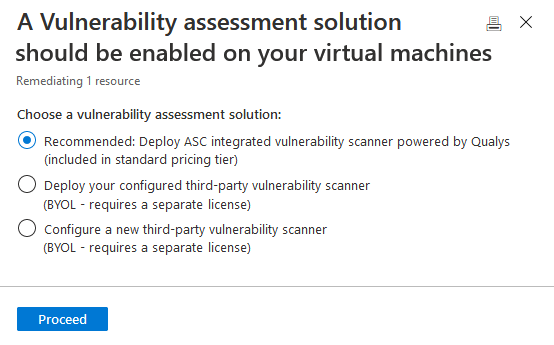 A Vulnerability assessment solution
should be enabled on your virtual machines
Remediating 1 resource
Choose a vulnerability assessment solution:
Recommended: Deploy ASC integrated vulnerability scanner powered by Qualys
(included in standard pricing tier)
Deploy your configured third-party vulnerability scanner
(BYOL - requires a separate license)
Configure a new third-party vulnerability scanner
(BYOL - requires a separate license)
Proceed